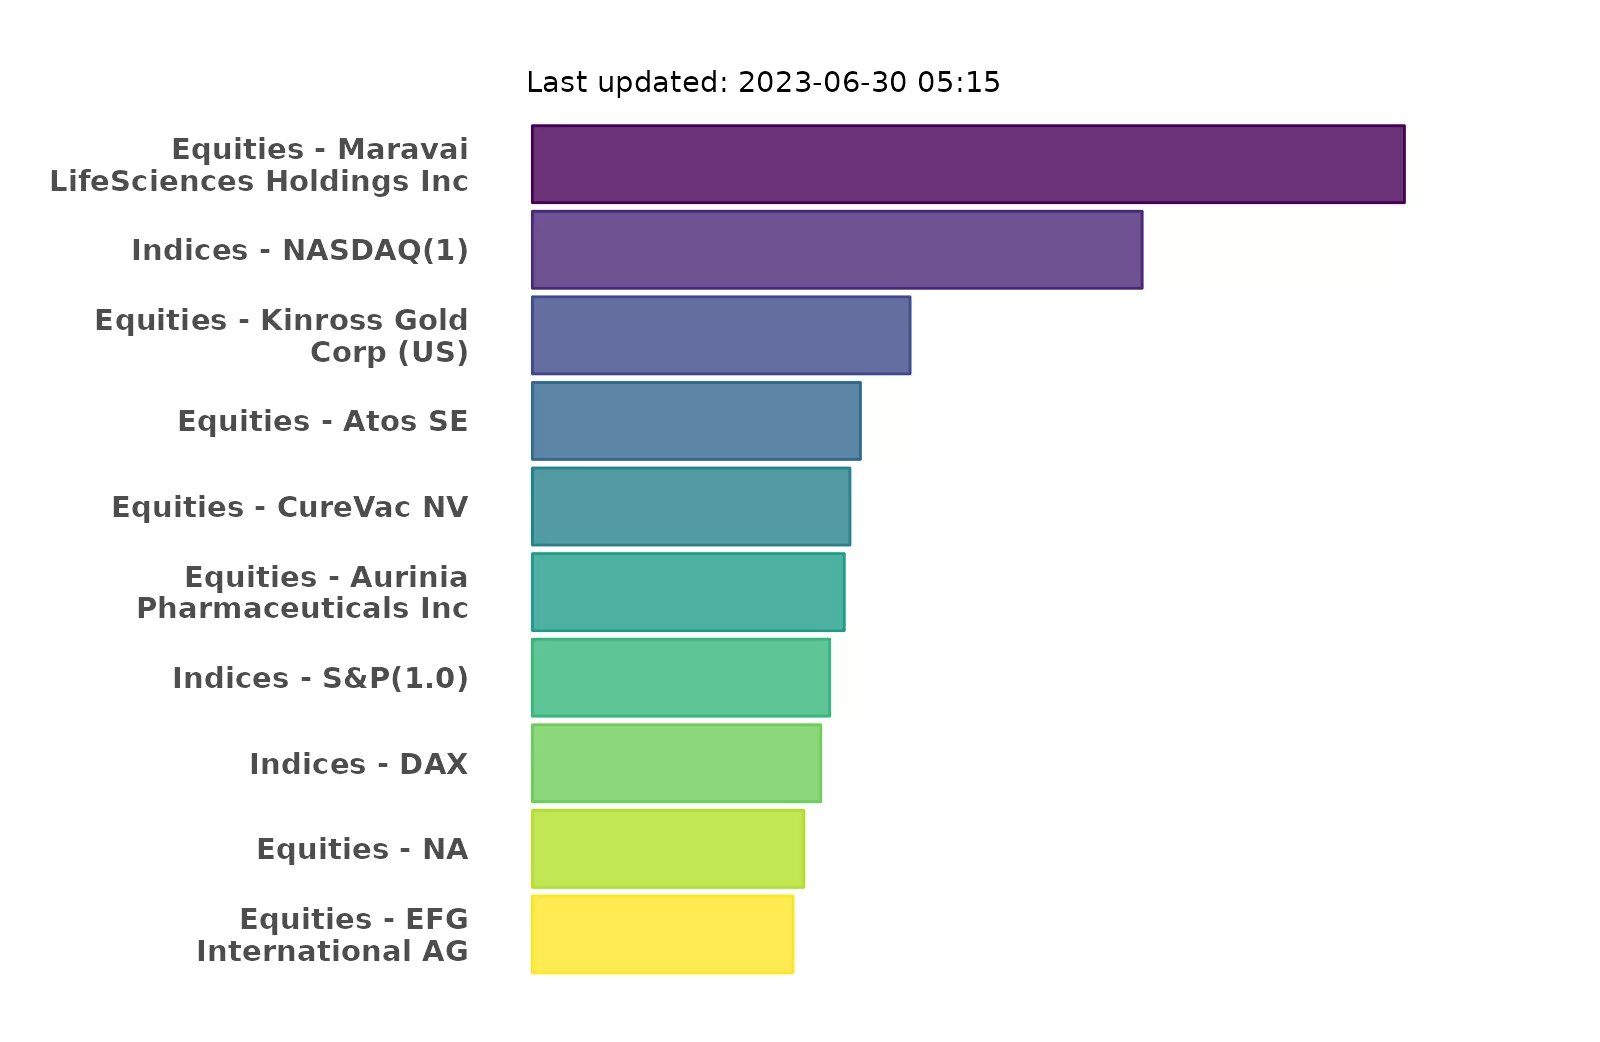 Last updated: 2023-06-30 05:15
Equities - Maravai
LifeSciences Holdings Inc
Indices - NASDAQ(1)
Equities - Kinross Gold
Corp (US)
Equities - Atos SE
Equities - CureVac NV
Equities - Aurinia
Pharmaceuticals Inc
Indices - S&P(1.0)
Indices - DAX
Equities - NA
Equities - EFG
International AG